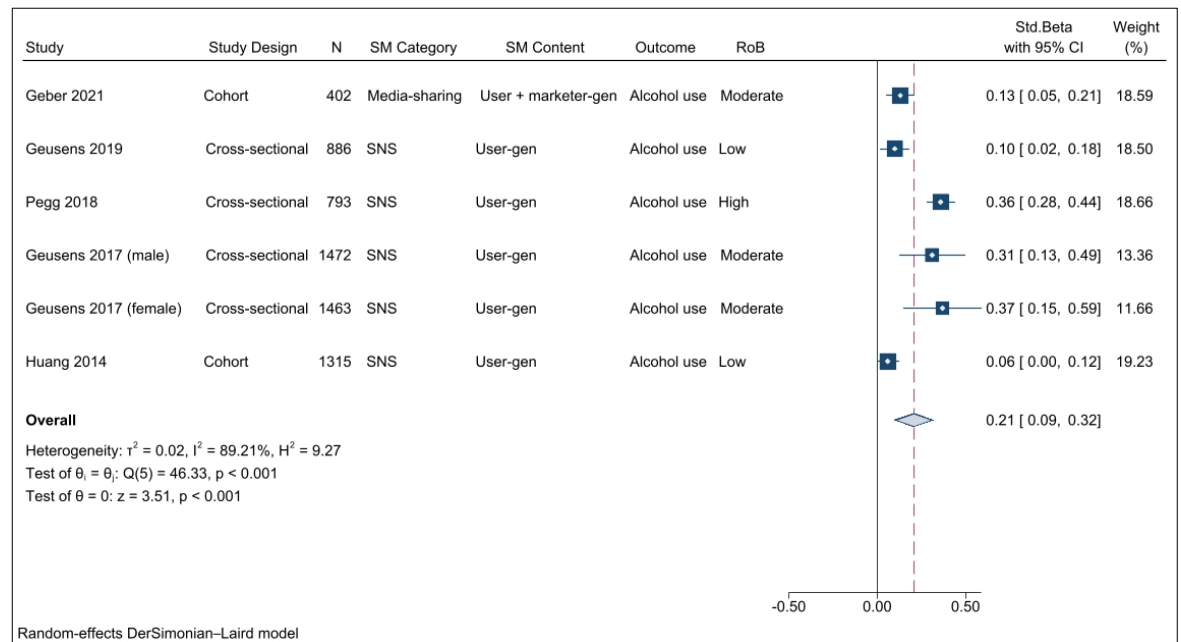 Study Study Design N SM Category SM Content Outcome RoB Std.Beta with 95% CI Weight (%)
Geber 2021 Cohort 402 Media-sharing User + marketer-gen Alcohol use Moderate 0.13 [ 0.05, 0.21] 18.59
Geusens 2019 Cross-sectional 886 SNS User-gen Alcohol use Low 0.10 [ 0.02, 0.18] 18.50
Pegg 2018 Cross-sectional 793 SNS User-gen Alcohol use High 0.36 [ 0.28, 0.44] 18.66
Geusens 2017 (male) Cross-sectional 1472 SNS User-gen Alcohol use Moderate 0.31 [ 0.13, 0.49] 13.36
Geusens 2017 (female) Cross-sectional 1463 SNS User-gen Alcohol use Moderate 0.37 [ 0.15, 0.59] 11.66
Huang 2014 Cohort 1315 SNS User-gen Alcohol use Low 0.06 [ 0.00, 0.12] 19.23
Overall 0.21 [ 0.09, 0.32]
Heterogeneity: τ² = 0.02, I² = 89.21%, H² = 9.27
Test of θᵢ = θⱼ: Q(5) = 46.33, p < 0.001
Test of θ = 0: z = 3.51, p < 0.001
-0.50 0.00 0.50
Random-effects DerSimonian–Laird model